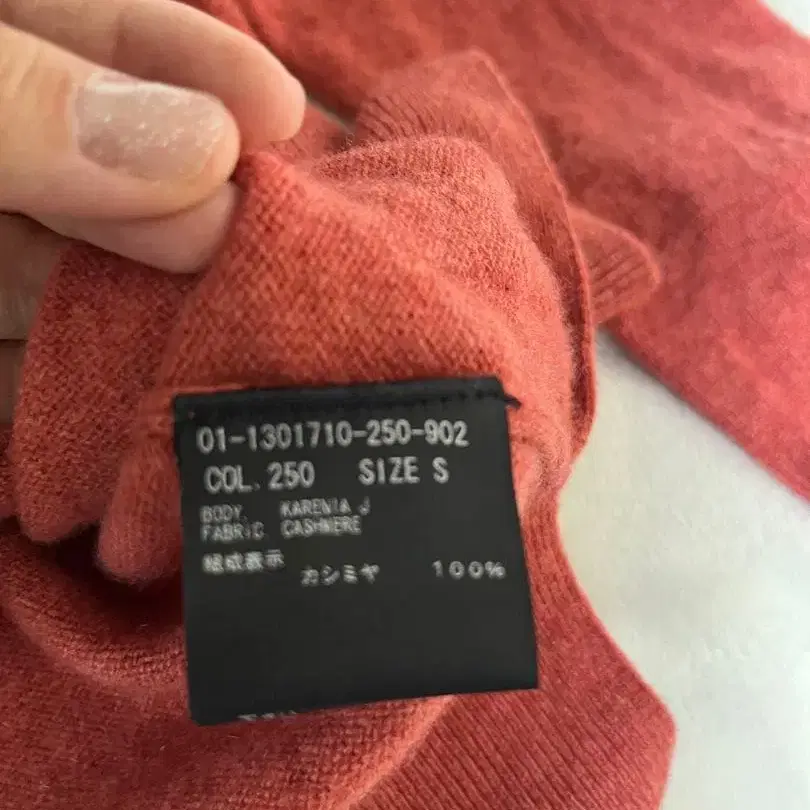 01-1301710-250-902
COL. 250 SIZE S
BODY. KARENIA J
FABRIC. CASHMERE
組成表示
カシミヤ 100%